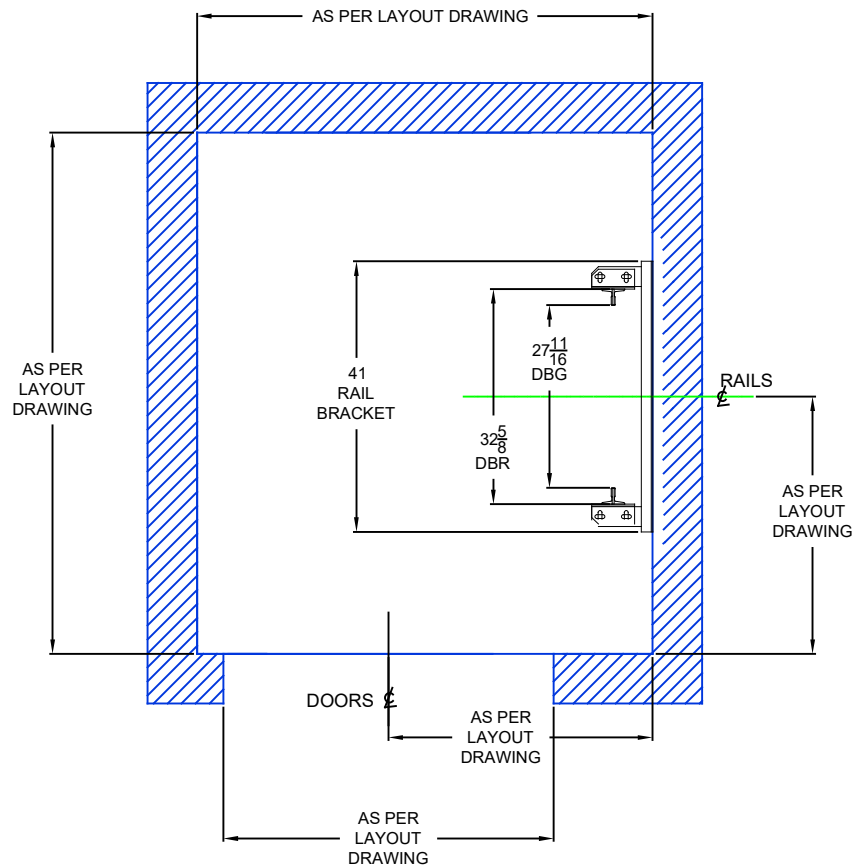 AS PER LAYOUT DRAWING
AS PER
LAYOUT
DRAWING
41
RAIL
BRACKET
27 11/16
DBG
32 5/8
DBR
℄ RAILS
AS PER
LAYOUT
DRAWING
DOORS ℄
AS PER
LAYOUT
DRAWING
AS PER
LAYOUT
DRAWING